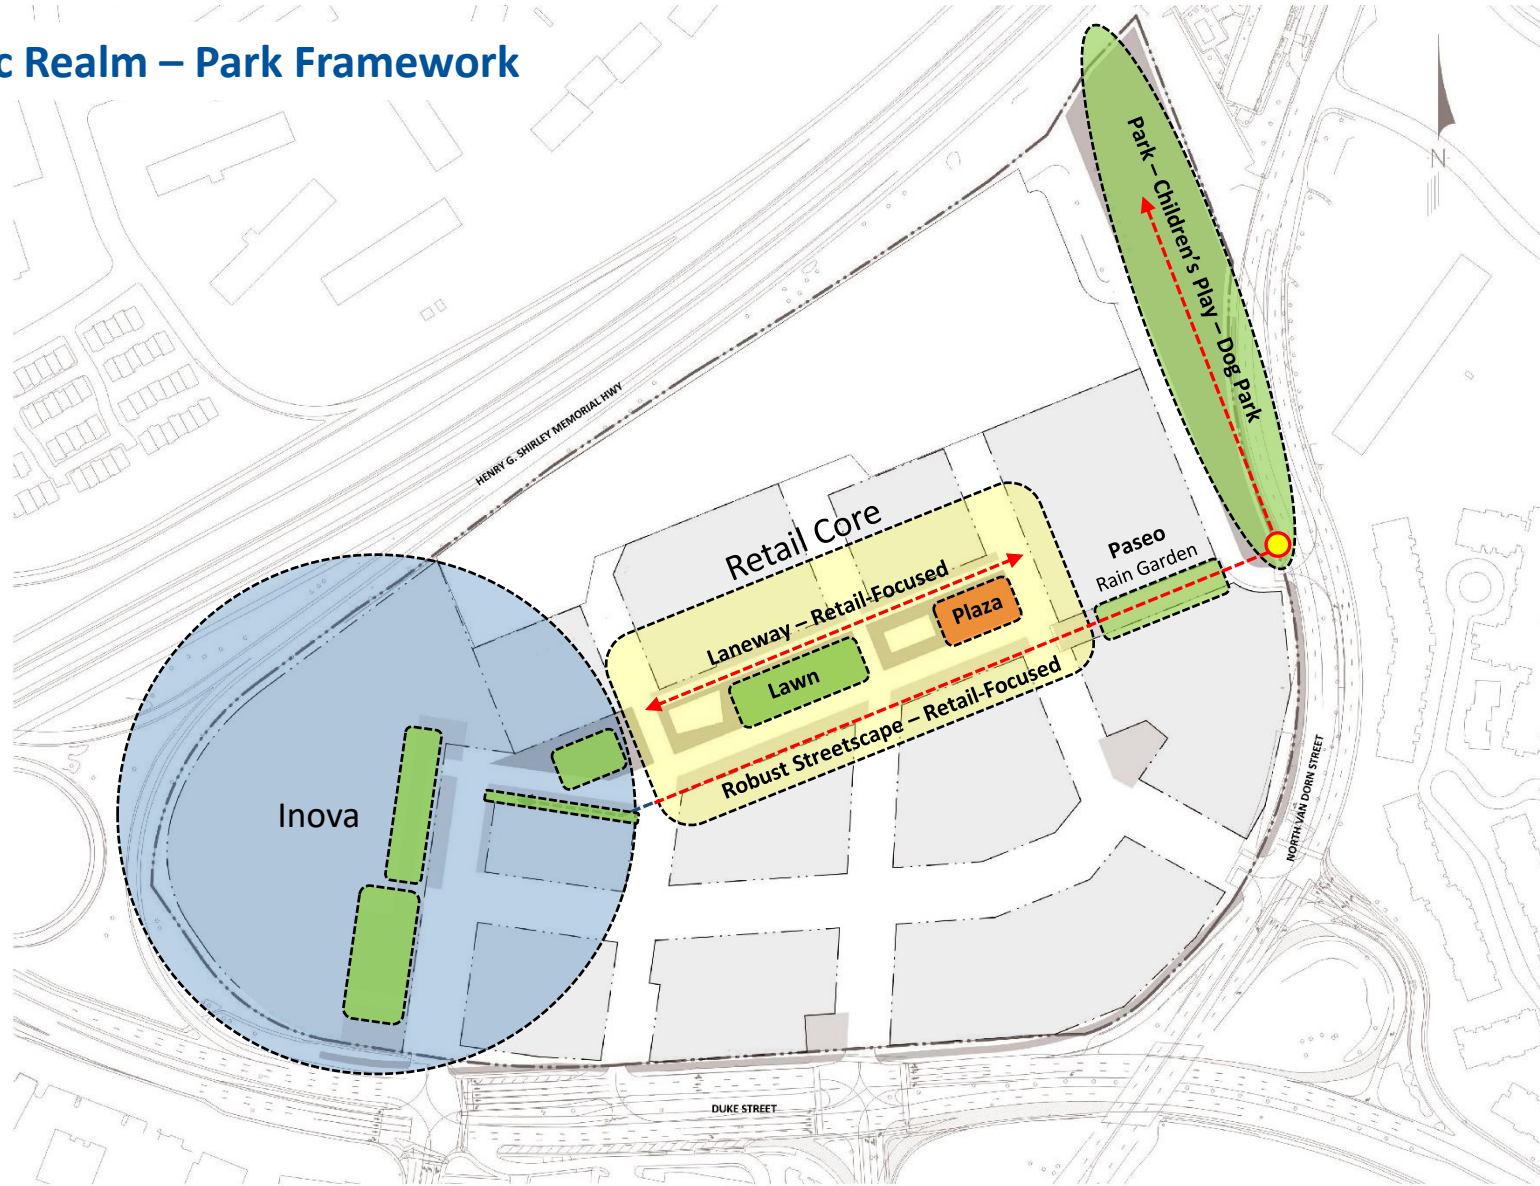 c Realm – Park Framework
N
Park – Children's Play – Dog Park
HENRY G. SHIRLEY MEMORIAL HWY
Retail Core
Laneway – Retail-Focused
Plaza
Lawn
Robust Streetscape – Retail-Focused
Paseo
Rain Garden
Inova
NORTH VAN DORN STREET
DUKE STREET